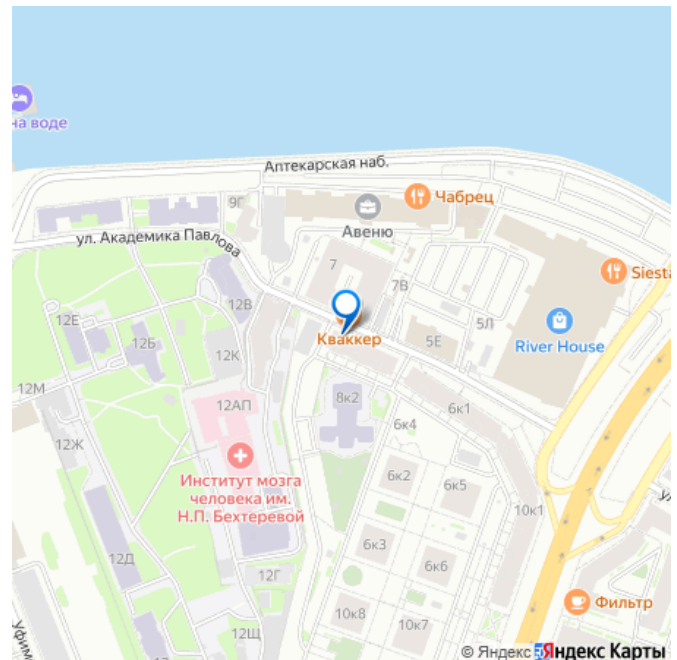 на воде
Аптекарская наб.
Чабрец
9Г
Авеню
ул. Академика Павлова
7
Siesta
7В
12В
5Л
12Е
Кваккер
5Е
River House
12Б
12К
12М
12АП
8к2
6к1
12Ж
6к4
Институт мозга
человека им.
Н.П. Бехтеревой
6к2
6к5
10к1
6к3
12Д
6к6
12Г
Фильтр
10к8
10к7
12Щ
Уфим
© Яндекс
Яндекс Карты